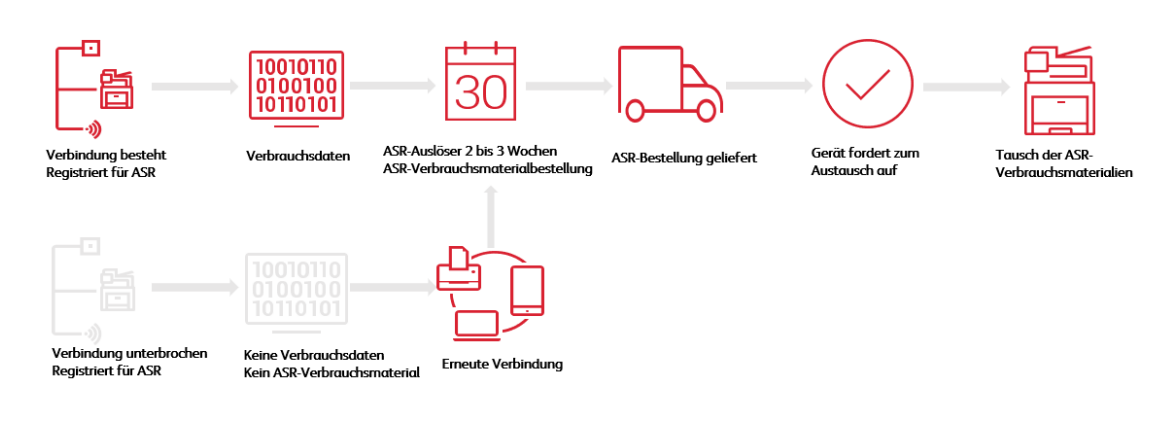 10010110
0100100
10110101
30
Verbindung besteht
Registriert für ASR
Verbrauchsdaten
ASR-Auslöser 2 bis 3 Wochen
ASR-Verbrauchsmaterialbestellung
ASR-Bestellung geliefert
Gerät fordert zum
Austausch auf
Tausch der ASR-
Verbrauchsmaterialien
10010110
0100100
10110101
Verbindung unterbrochen
Registriert für ASR
Keine Verbrauchsdaten
Kein ASR-Verbrauchsmaterial
Erneute Verbindung